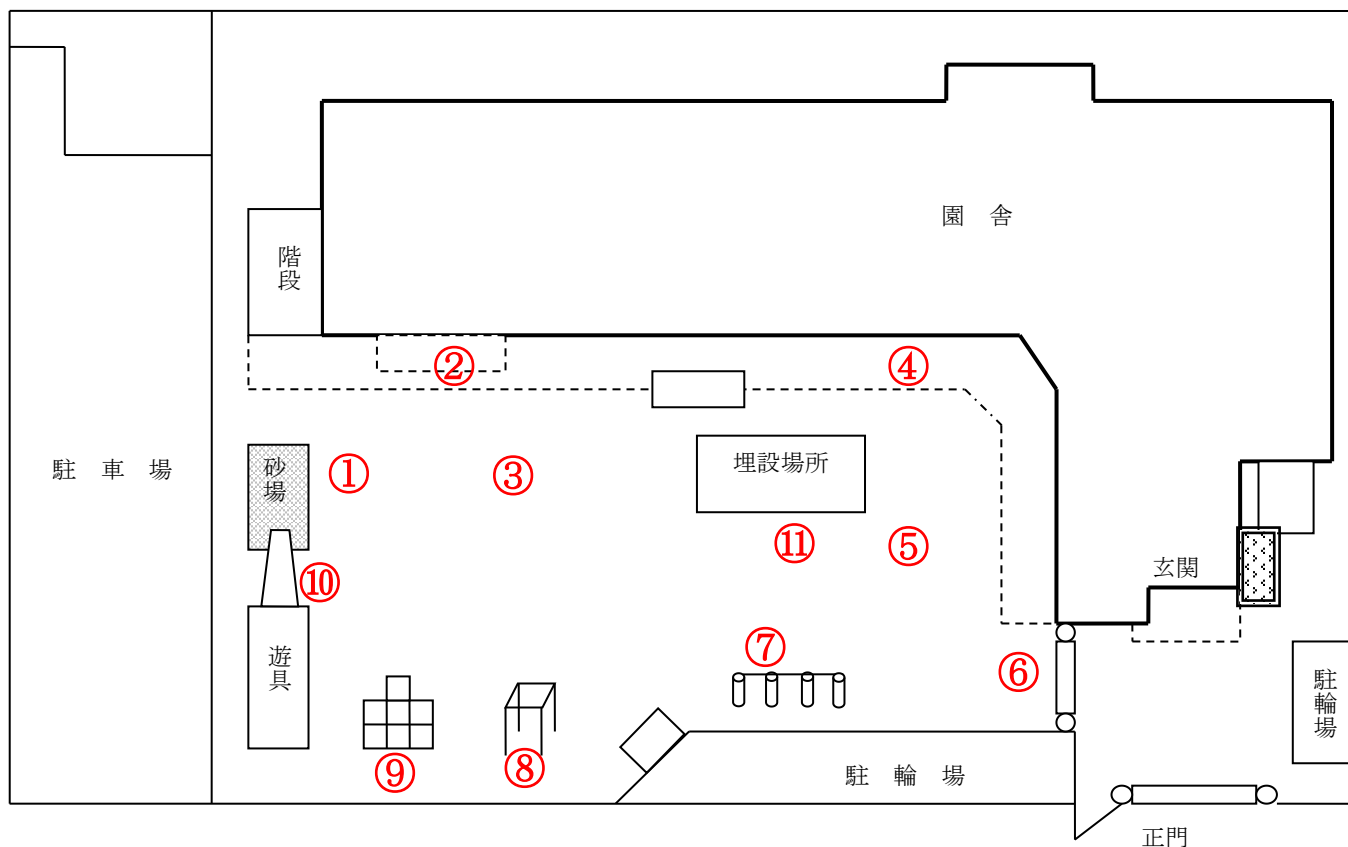 園 舎
階段
②
④
駐 車 場
砂場
①
③
埋設場所
⑪
⑤
⑩
玄関
遊具
⑦
⑥
駐輪場
⑨
⑧
駐 輪 場
正門